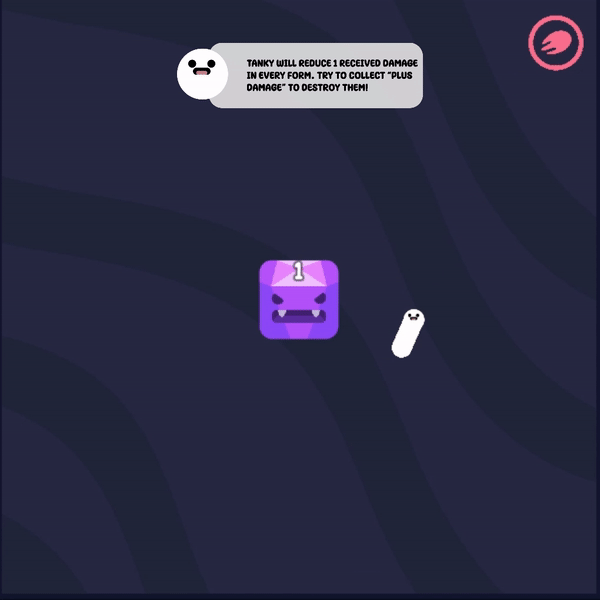 TANKY WILL REDUCE 1 RECEIVED DAMAGE
IN EVERY FORM. TRY TO COLLECT "PLUS
DAMAGE" TO DESTROY THEM!
1